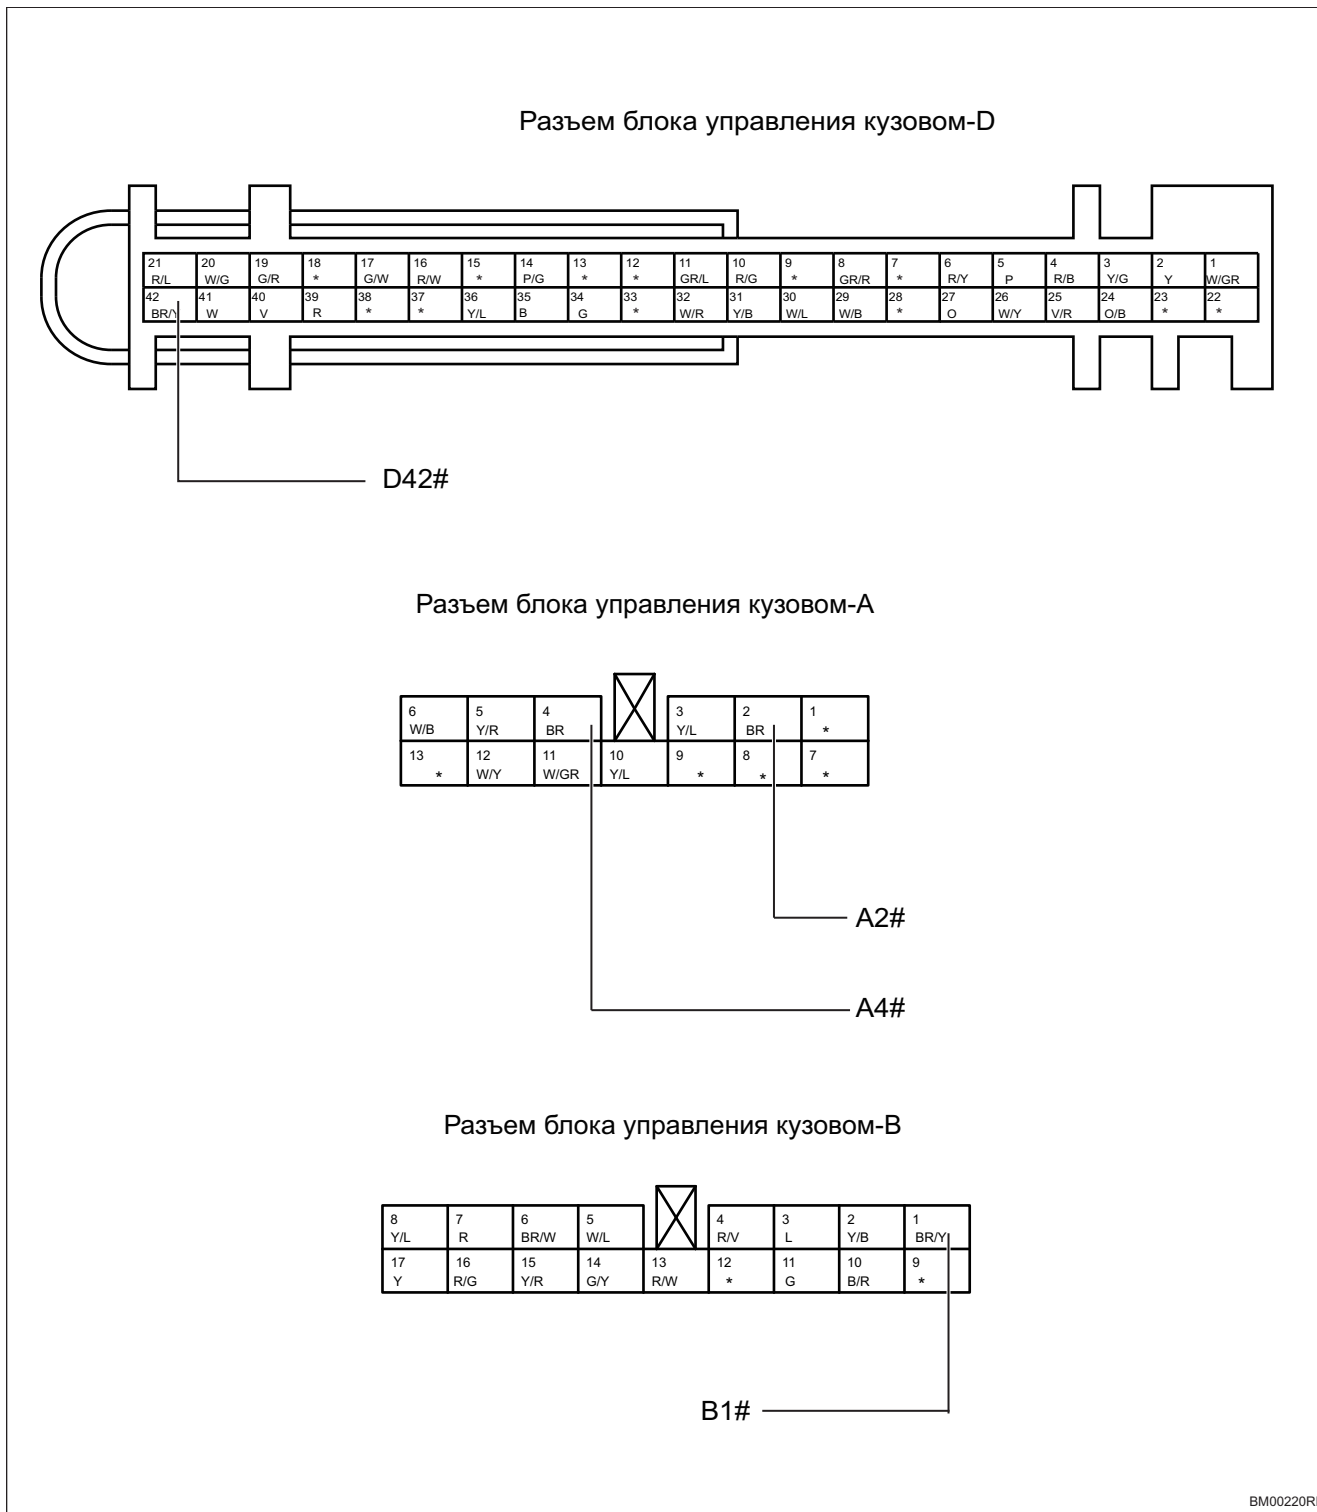 Разъем блока управления кузовом-D
21 20 19 18 17 16 15 14 13 12 11 10 9 8 7 6 5 4 3 2 1
R/L W/G G/R * G/W R/W * P/G * * GR/L R/G * GR/R * R/Y P R/B Y/G Y W/GR
42 41 40 39 38 37 36 35 34 33 32 31 30 29 28 27 26 25 24 23 22
BR/Y W V R * * Y/L B G * W/R Y/B W/L W/B * O W/Y V/R O/B * *
D42#
Разъем блока управления кузовом-A
6 5 4 3 2 1
W/B Y/R BR Y/L BR *
13 12 11 10 9 8 7
* W/Y W/GR Y/L * * *
A2#
A4#
Разъем блока управления кузовом-B
8 7 6 5 4 3 2 1
Y/L R BR/W W/L R/V L Y/B BR/Y
17 16 15 14 13 12 11 10 9
Y R/G Y/R G/Y R/W * G B/R *
B1#